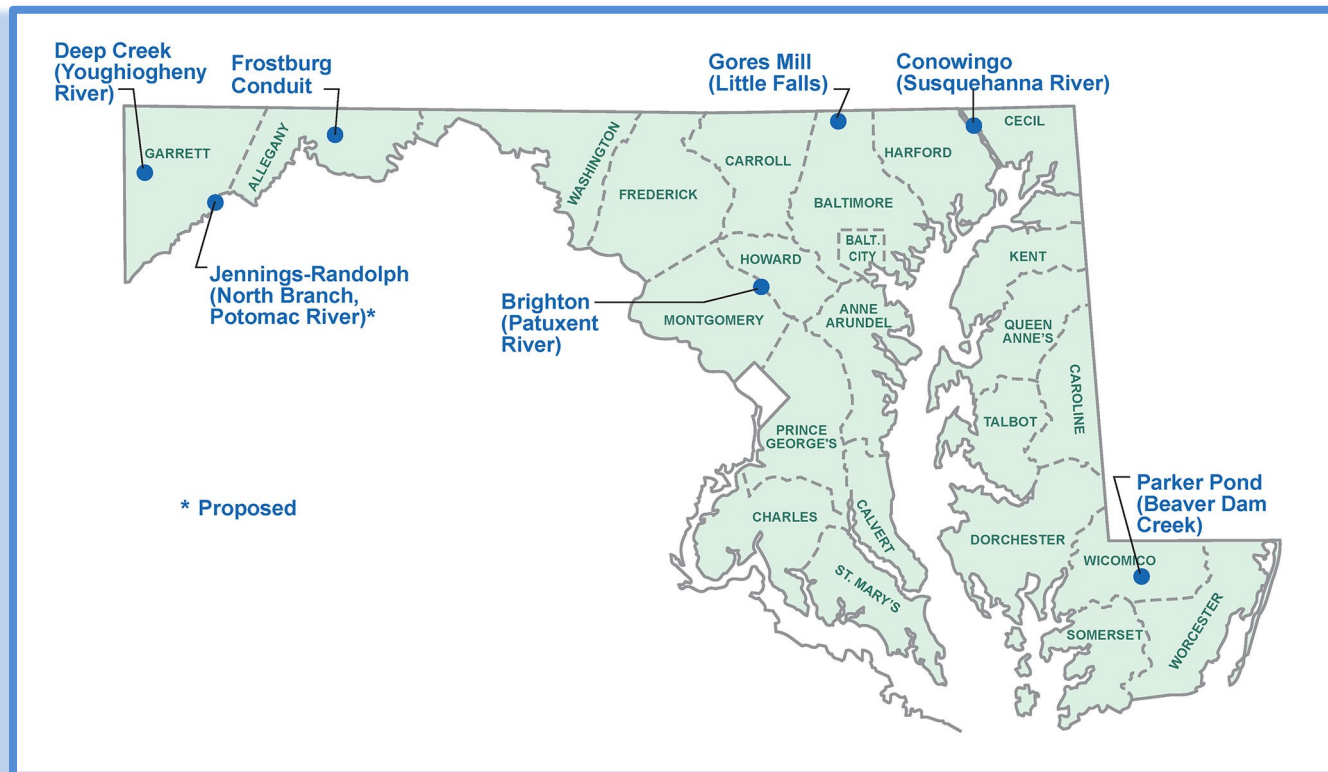 Deep Creek
(Youghiogheny
River)
Frostburg
Conduit
Gores Mill
(Little Falls)
Conowingo
(Susquehanna River)
GARRETT
ALLEGANY
WASHINGTON
FREDERICK
CARROLL
BALTIMORE
HARFORD
CECIL
BALT.
CITY
HOWARD
KENT
Jennings-Randolph
(North Branch,
Potomac River)*
Brighton
(Patuxent
River)
MONTGOMERY
ANNE
ARUNDEL
QUEEN
ANNE'S
CAROLINE
TALBOT
PRINCE
GEORGE'S
* Proposed
Parker Pond
(Beaver Dam
Creek)
CHARLES
CALVERT
DORCHESTER
WICOMICO
ST. MARY'S
SOMERSET
WORCESTER